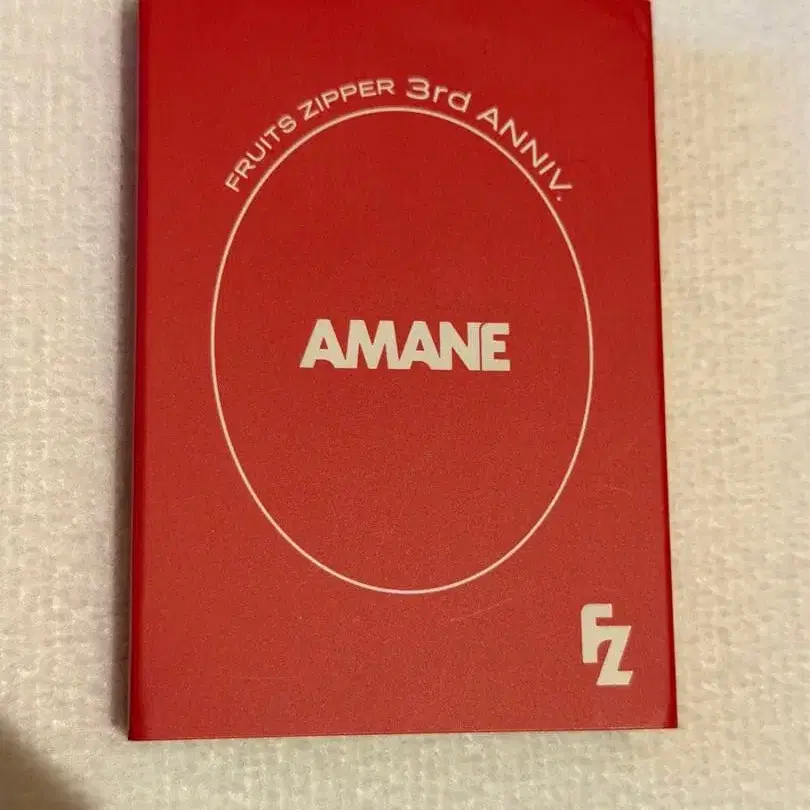 FRUITS ZIPPER 3rd ANNIV.
AMANE
FZ